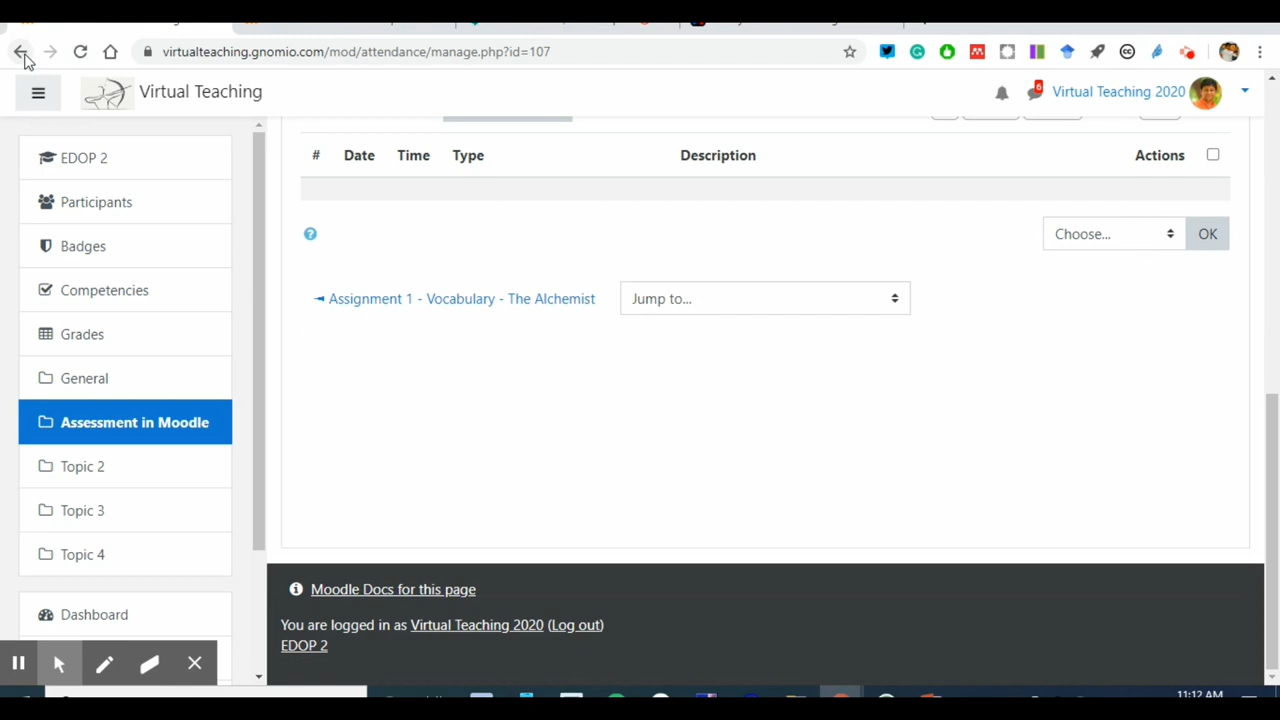 virtualteaching.gnomio.com/mod/attendance/manage.php?id=107
Virtual Teaching
6
Virtual Teaching 2020
EDOP 2
Participants
Badges
Competencies
Grades
General
Assessment in Moodle
Topic 2
Topic 3
Topic 4
Dashboard
# Date Time Type Description Actions
Choose... OK
◄ Assignment 1 - Vocabulary - The Alchemist Jump to...
Moodle Docs for this page
You are logged in as Virtual Teaching 2020 (Log out)
EDOP 2
11:12 AM